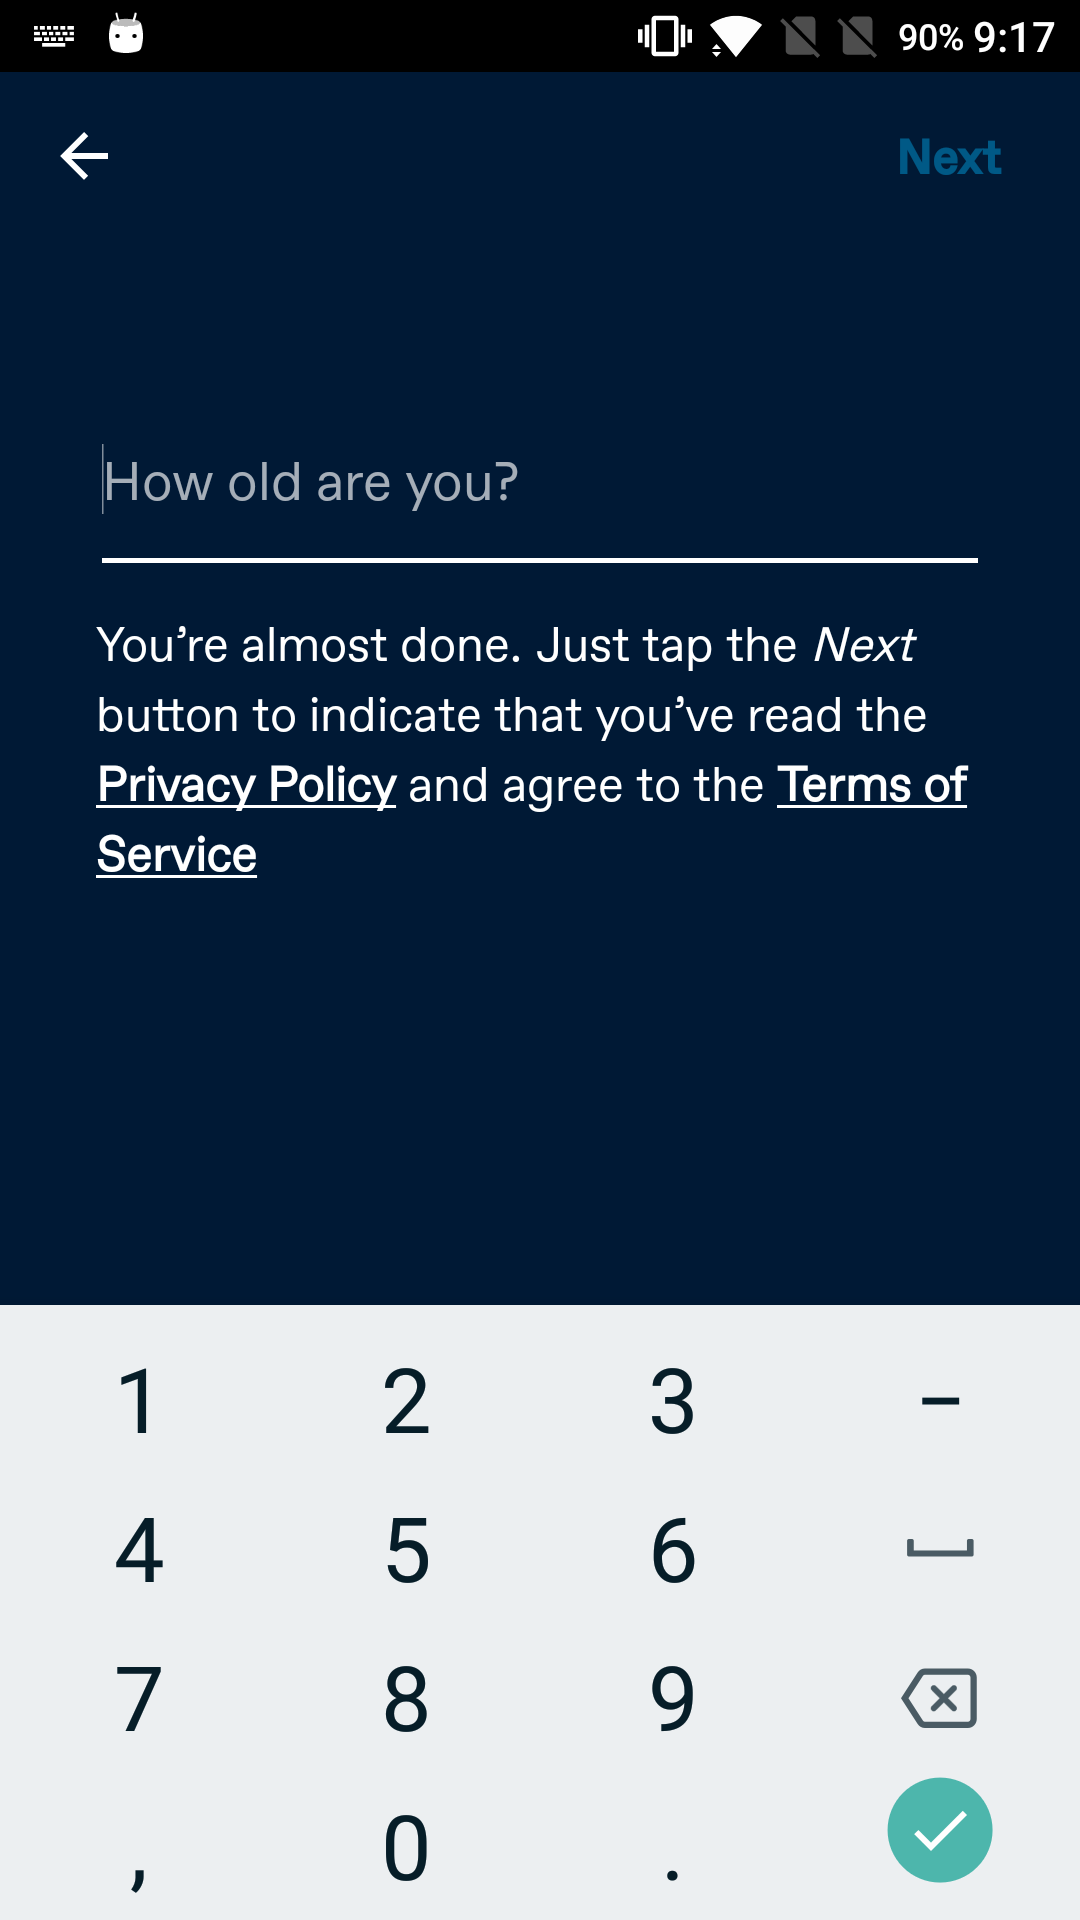 90% 9:17
Next
How old are you?
You’re almost done. Just tap the Next
button to indicate that you’ve read the
Privacy Policy and agree to the Terms of
Service
1 2 3 –
4 5 6
7 8 9
, 0 .